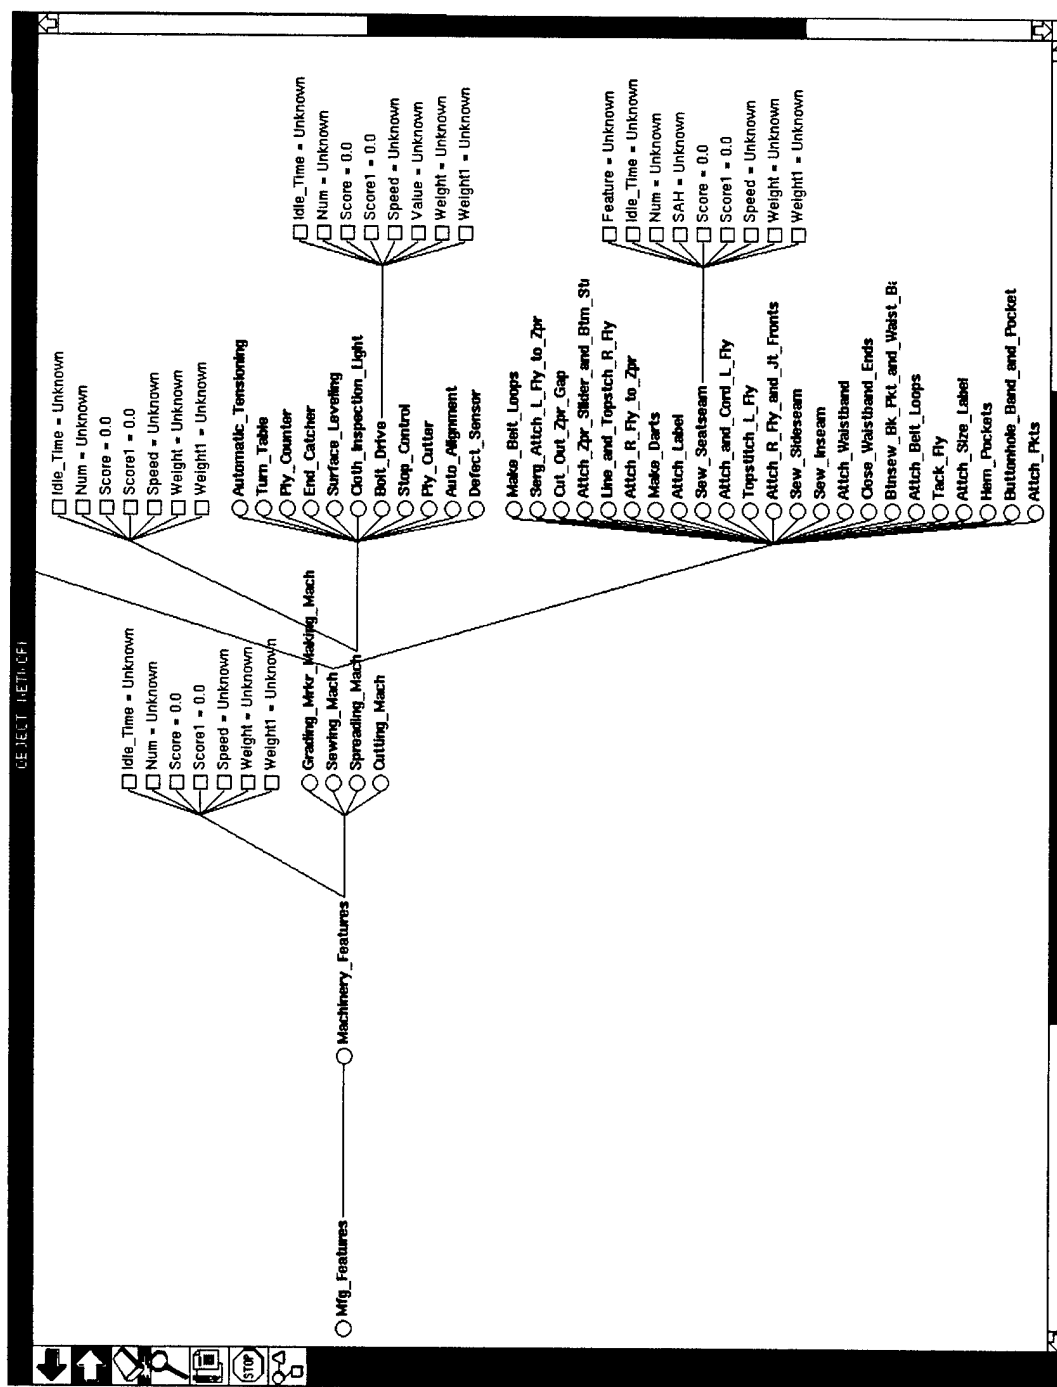 Mfg_Features
Machinery_Features
Idle_Time = Unknown
Num = Unknown
Score = 0.0
Score1 = 0.0
Speed = Unknown
Weight = Unknown
Weight1 = Unknown
Grading_Mrkr_Making_Mach
Sewing_Mach
Spreading_Mach
Cutting_Mach
Idle_Time = Unknown
Num = Unknown
Score = 0.0
Score1 = 0.0
Speed = Unknown
Weight = Unknown
Weight1 = Unknown
Automatic_Tensioning
Turn_Table
Ply_Counter
End_Catcher
Surface_Levelling
Cloth_Inspection_Light
Bolt_Drive
Stop_Control
Ply_Cutter
Auto_Alignment
Defect_Sensor
Idle_Time = Unknown
Num = Unknown
Score = 0.0
Score1 = 0.0
Speed = Unknown
Value = Unknown
Weight = Unknown
Weight1 = Unknown
Make_Belt_Loops
Serg_Attch_L_Fly_to_Zpr
Cut_Out_Zpr_Gap
Attch_Zpr_Slider_and_Btm_Sto
Line_and_Topstch_R_Fly
Attch_R_Fly_to_Zpr
Make_Darts
Attch_Label
Sew_Seatseam
Attch_and_Cord_L_Fly
Topstitch_L_Fly
Attch_R_Fly_and_Jt_Fronts
Sew_Sideseam
Sew_Inseam
Attch_Waistband
Close_Waistband_Ends
Btnsew_Bk_Pkt_and_Waist_Ba
Attch_Belt_Loops
Tack_Fly
Attch_Size_Label
Hem_Pockets
Buttonhole_Band_and_Pocket
Attch_Pkts
Feature = Unknown
Idle_Time = Unknown
Num = Unknown
SAH = Unknown
Score = 0.0
Score1 = 0.0
Speed = Unknown
Weight = Unknown
Weight1 = Unknown
STOP